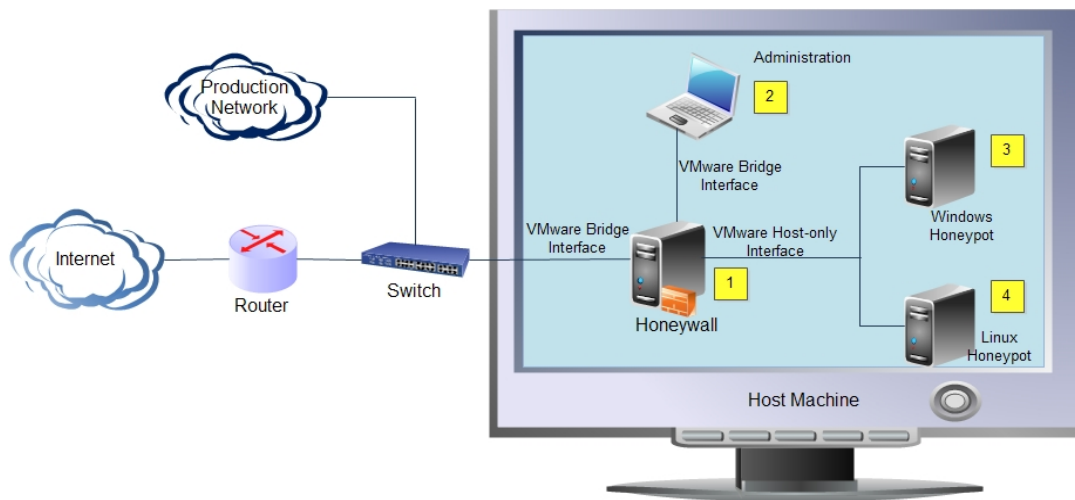 Production
Network
Internet
Router
Switch
VMware Bridge
Interface
Administration
2
VMware Bridge
Interface
1
Honeywall
VMware Host-only
Interface
3
Windows
Honeypot
4
Linux
Honeypot
Host Machine